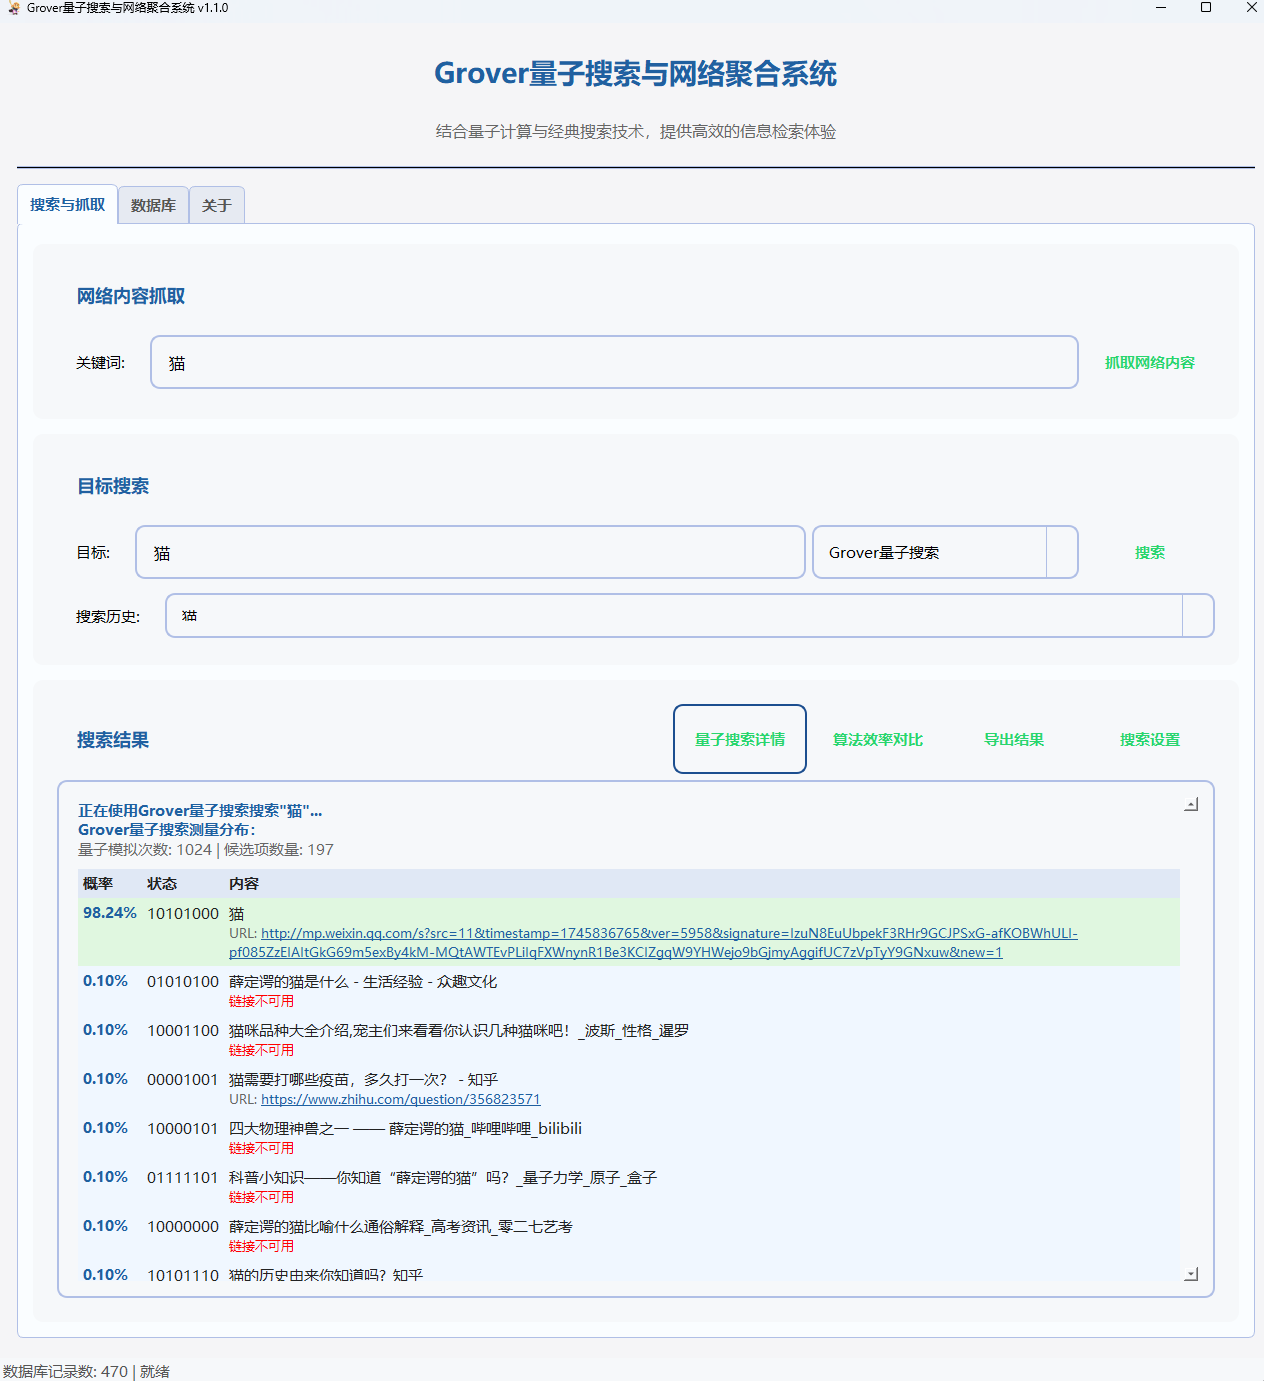 Grover量子搜索与网络聚合系统 v1.1.0
Grover量子搜索与网络聚合系统
结合量子计算与经典搜索技术，提供高效的信息检索体验
搜索与抓取 数据库 关于
网络内容抓取
关键词: 猫 抓取网络内容
目标搜索
目标: 猫 Grover量子搜索 搜索
搜索历史: 猫
搜索结果 量子搜索详情 算法效率对比 导出结果 搜索设置
正在使用Grover量子搜索搜索"猫"...
Grover量子搜索测量分布：
量子模拟次数: 1024 | 候选项数量: 197
概率 状态 内容
98.24% 10101000 猫
URL: http://mp.weixin.qq.com/s?src=11&timestamp=1745836765&ver=5958&signature=IzuN8EuUbpekF3RHr9GCJPSxG-afKOBWhULI-
pf085ZzElAItGkG69m5exBy4kM-MQtAWTEvPLilqFXWnynR1Be3KCIZgqW9YHWejo9bGjmyAggifUC7zVpTyY9GNxuw&new=1
0.10% 01010100 薛定谔的猫是什么 - 生活经验 - 众趣文化
链接不可用
0.10% 10001100 猫咪品种大全介绍,宠主们来看看你认识几种猫咪吧！_波斯_性格_暹罗
链接不可用
0.10% 00001001 猫需要打哪些疫苗，多久打一次？ - 知乎
URL: https://www.zhihu.com/question/356823571
0.10% 10000101 四大物理神兽之一 —— 薛定谔的猫_哔哩哔哩_bilibili
链接不可用
0.10% 01111101 科普小知识——你知道“薛定谔的猫”吗？_量子力学_原子_盒子
链接不可用
0.10% 10000000 薛定谔的猫比喻什么通俗解释_高考资讯_零二七艺考
链接不可用
0.10% 10101110 猫的历史由来你知道吗? 知乎
数据库记录数: 470 | 就绪